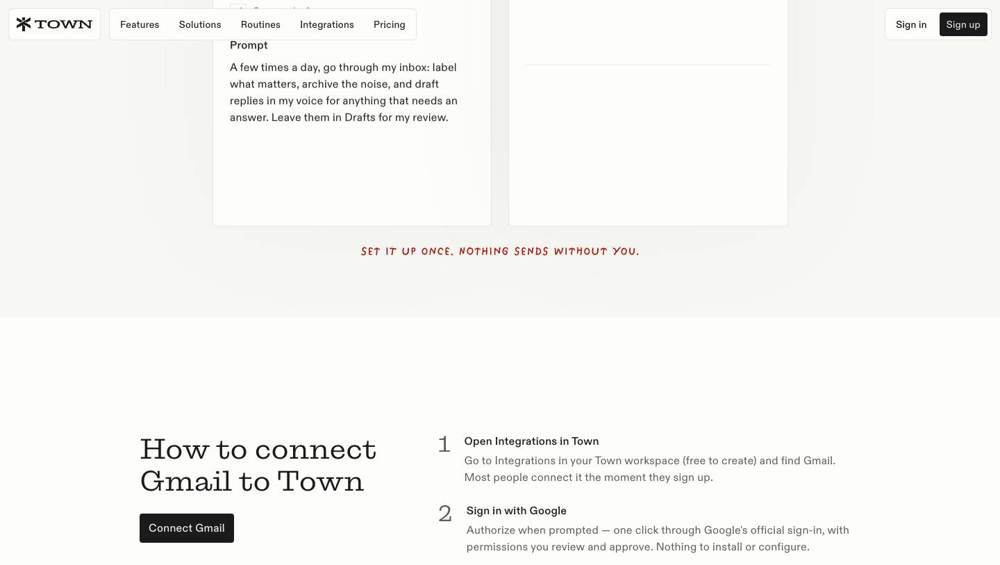 TOWN
Features
Solutions
Routines
Integrations
Pricing
Sign in
Sign up
Prompt
A few times a day, go through my inbox: label
what matters, archive the noise, and draft
replies in my voice for anything that needs an
answer. Leave them in Drafts for my review.
SET IT UP ONCE. NOTHING SENDS WITHOUT YOU.
How to connect
Gmail to Town
Connect Gmail
1
Open Integrations in Town
Go to Integrations in your Town workspace (free to create) and find Gmail.
Most people connect it the moment they sign up.
2
Sign in with Google
Authorize when prompted — one click through Google's official sign-in, with
permissions you review and approve. Nothing to install or configure.